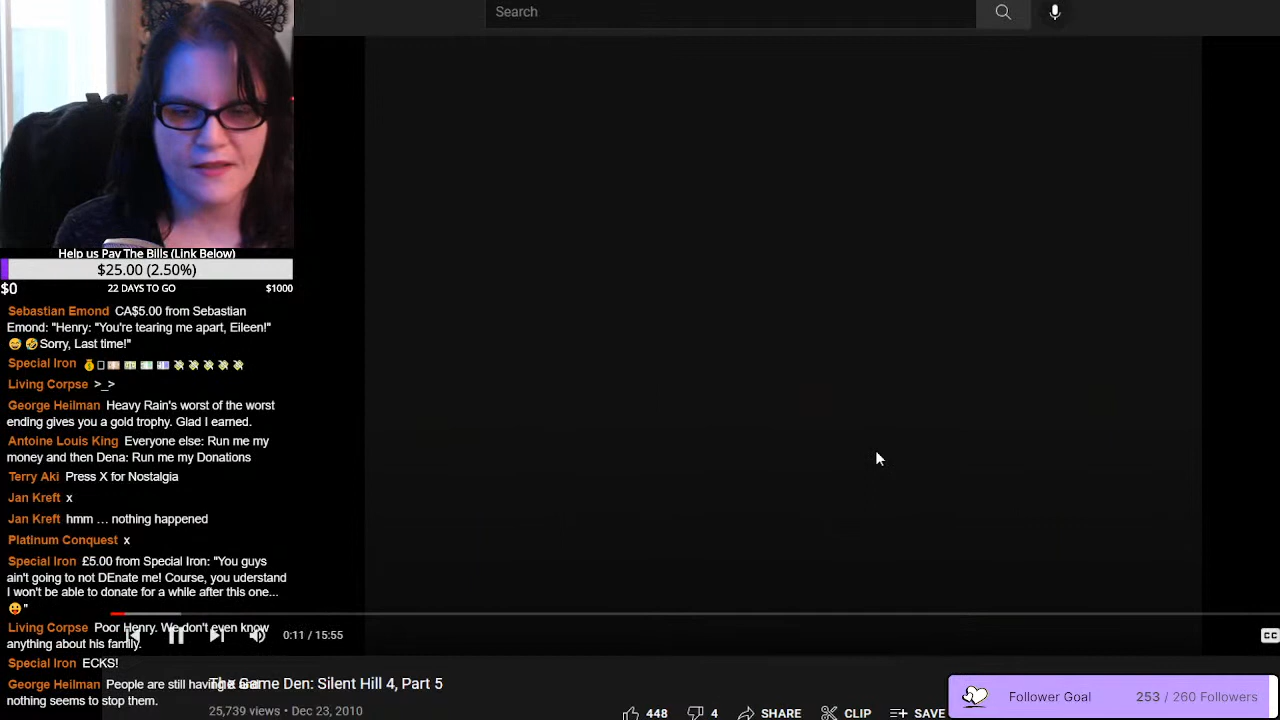 Search
Help us Pay The Bills (Link Below)
$25.00 (2.50%)
$0 22 DAYS TO GO $1000
Sebastian Emond CA$5.00 from Sebastian
Emond: "Henry: "You're tearing me apart, Eileen!"
😅 🤣Sorry, Last time!"
Special Iron
Living Corpse >_>
George Heilman Heavy Rain's worst of the worst
ending gives you a gold trophy. Glad I earned.
Antoine Louis King Everyone else: Run me my
money and then Dena: Run me my Donations
Terry Aki Press X for Nostalgia
Jan Kreft x
Jan Kreft hmm … nothing happened
Platinum Conquest x
Special Iron £5.00 from Special Iron: "You guys
ain't going to not DEnate me! Course, you uderstand
I won't be able to donate for a while after this one...
😛"
Living Corpse Poor Henry. We don't even know
anything about his family.
Special Iron ECKS!
George Heilman People are still having and
nothing seems to stop them.
0:11 / 15:55
CC
The Game Den: Silent Hill 4, Part 5
25,739 views • Dec 23, 2010
448 4 SHARE CLIP SAVE
Follower Goal 253 / 260 Followers